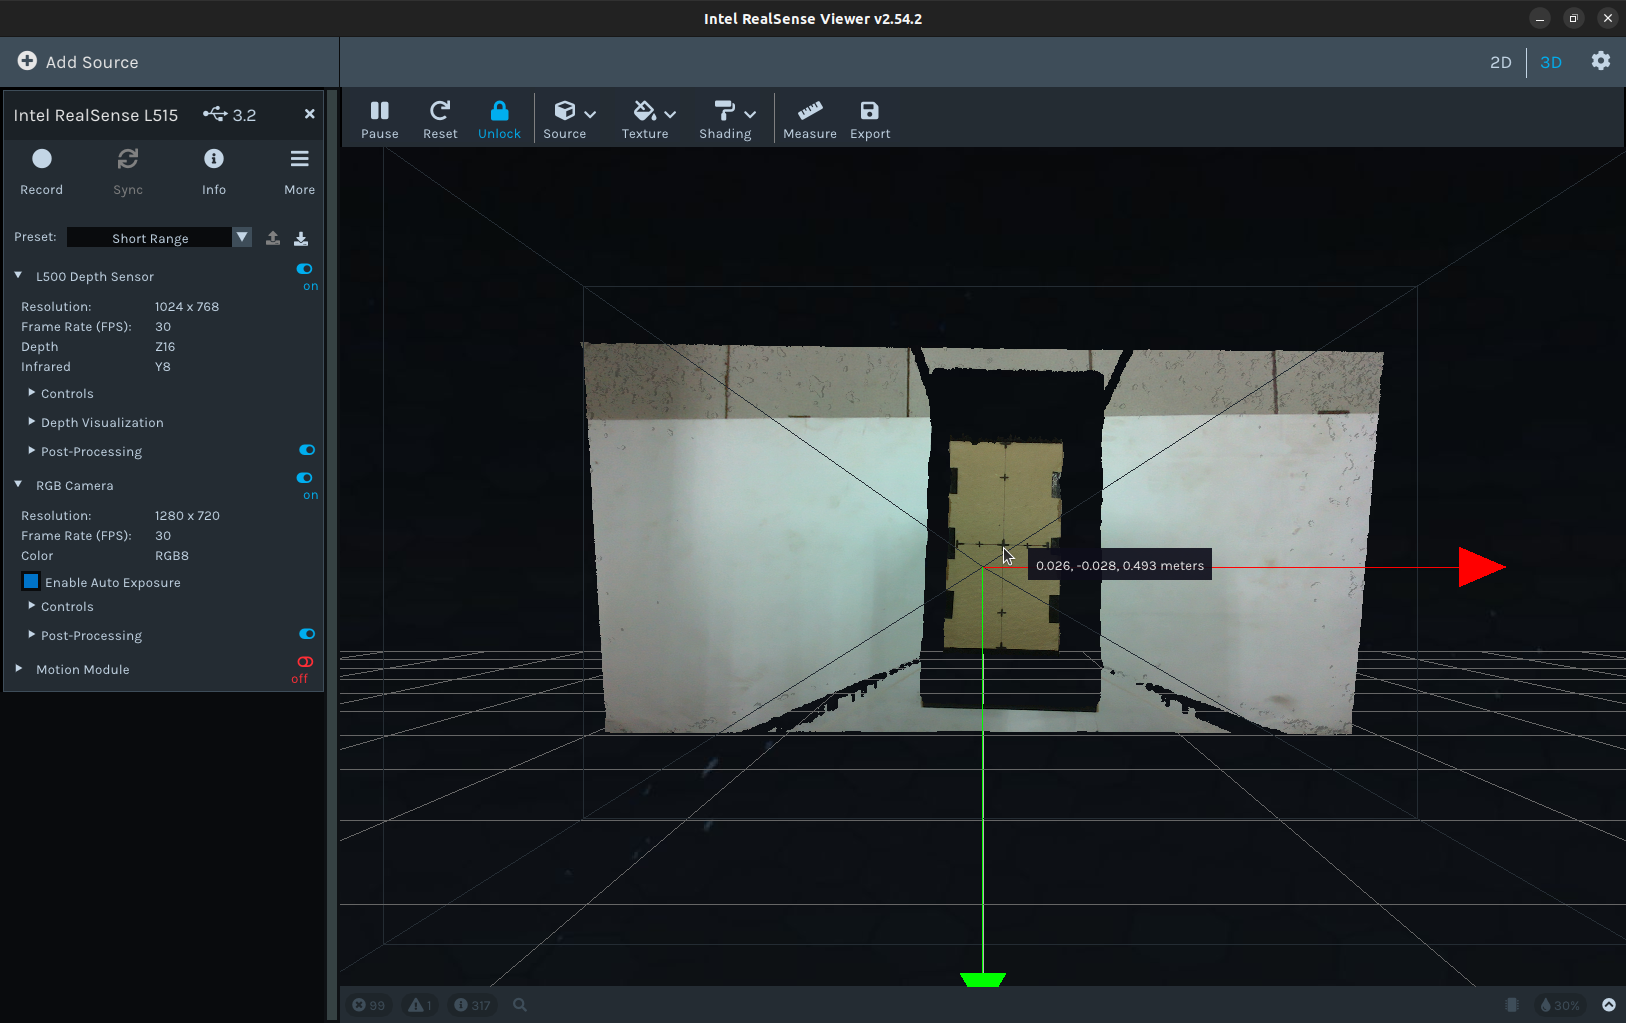 Intel RealSense Viewer v2.54.2
Add Source
2D
3D
Intel RealSense L515
3.2
Pause
Reset
Unlock
Source
Texture
Shading
Measure
Export
Record
Sync
Info
More
Preset:
Short Range
L500 Depth Sensor
on
Resolution: 1024 x 768
Frame Rate (FPS): 30
Depth Z16
Infrared Y8
Controls
Depth Visualization
Post-Processing
RGB Camera
on
Resolution: 1280 x 720
Frame Rate (FPS): 30
Color RGB8
Enable Auto Exposure
Controls
Post-Processing
Motion Module
off
0.026, -0.028, 0.493 meters
99
1
317
30%